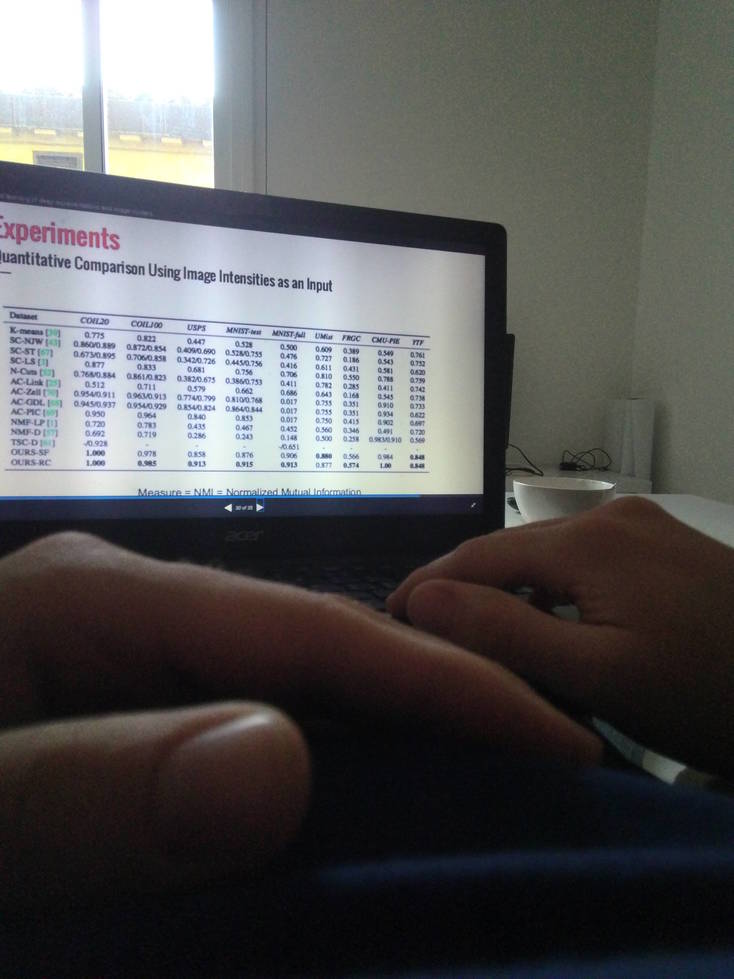 Experiments
Quantitative Comparison Using Image Intensities as an Input
Dataset COIL20 COIL100 USPS MNIST-test MNIST-full UMist FRGC CMU-PIE YTF
K-means 0.775 0.822 0.447 0.528 0.500 0.609 0.389 0.549 0.761
SC-NJW 0.860/0.889 0.872/0.854 0.409/0.690 0.528/0.755 0.476 0.727 0.186 0.543 0.752
SC-ST 0.673/0.895 0.706/0.858 0.342/0.726 0.445/0.756 0.416 0.611 0.431 0.581 0.620
SC-LS 0.877 0.833 0.681 0.756 0.706 0.810 0.550 0.788 0.759
N-Cuts 0.768/0.884 0.861/0.823 0.382/0.675 0.386/0.753 0.411 0.782 0.285 0.411 0.742
AC-Link 0.512 0.711 0.579 0.662 0.686 0.643 0.168 0.545 0.738
AC-Zell 0.954/0.911 0.963/0.913 0.774/0.799 0.810/0.768 0.017 0.755 0.351 0.910 0.733
AC-GDL 0.945/0.937 0.954/0.929 0.854/0.824 0.864/0.844 0.017 0.755 0.351 0.934 0.622
AC-PIC 0.950 0.964 0.840 0.853 0.017 0.750 0.415 0.902 0.697
NMF-LP [1] 0.720 0.783 0.435 0.467 0.452 0.560 0.346 0.491 0.720
NMF-D 0.692 0.719 0.286 0.243 0.148 0.500 0.258 0.983/0.910 0.569
TSC-D -/0.928 - - - -/0.651 - - - -
OURS-SF 1.000 0.978 0.858 0.876 0.906 0.880 0.566 0.984 0.848
OURS-RC 1.000 0.985 0.913 0.915 0.913 0.877 0.574 1.00 0.848
Measure = NMI = Normalized Mutual Information
acer